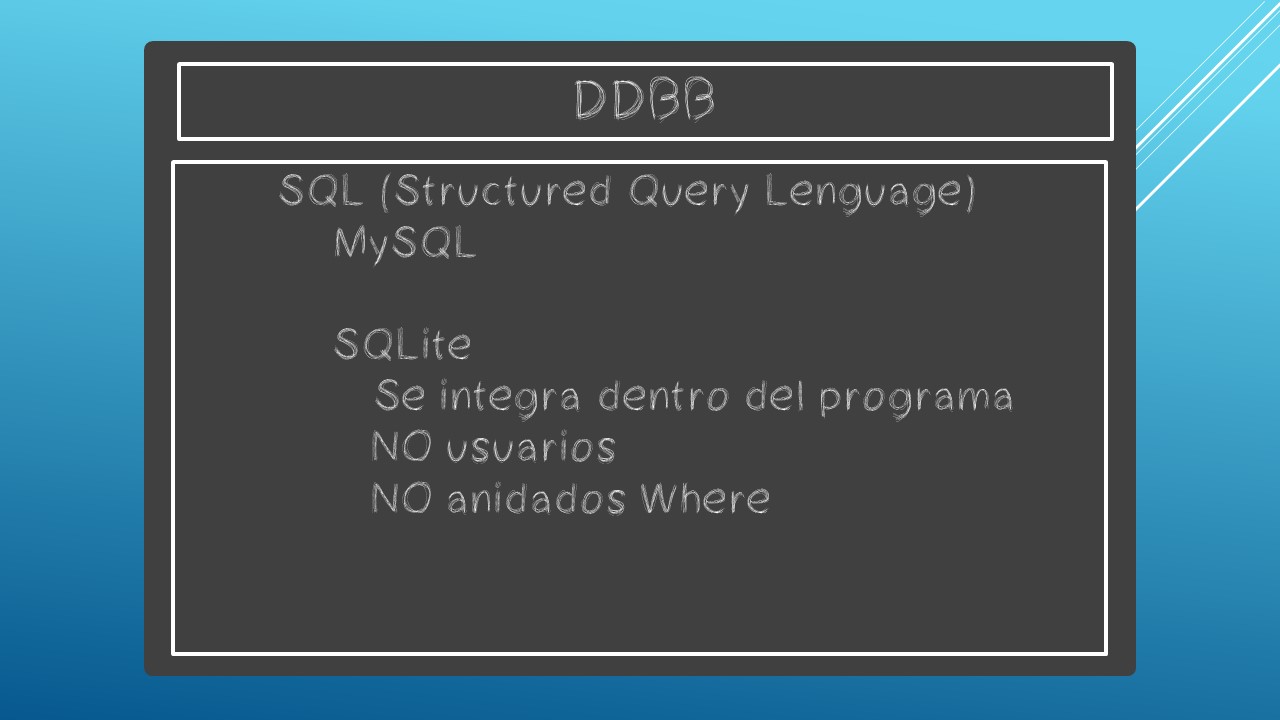 DDBB
SQL (Structured Query Lenguage)
MySQL
SQLite
Se integra dentro del programa
NO usuarios
NO anidados Where